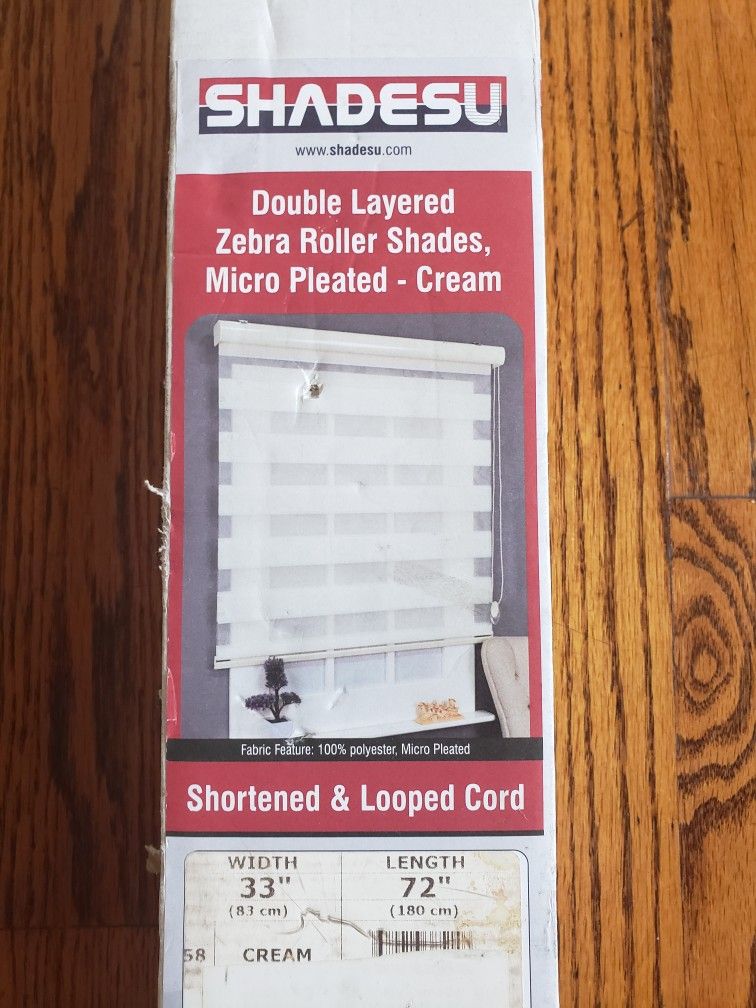 SHADESU
www.shadesu.com
Double Layered
Zebra Roller Shades,
Micro Pleated - Cream
Fabric Feature: 100% polyester, Micro Pleated
Shortened & Looped Cord
WIDTH LENGTH
33" 72"
(83 cm) (180 cm)
58 CREAM